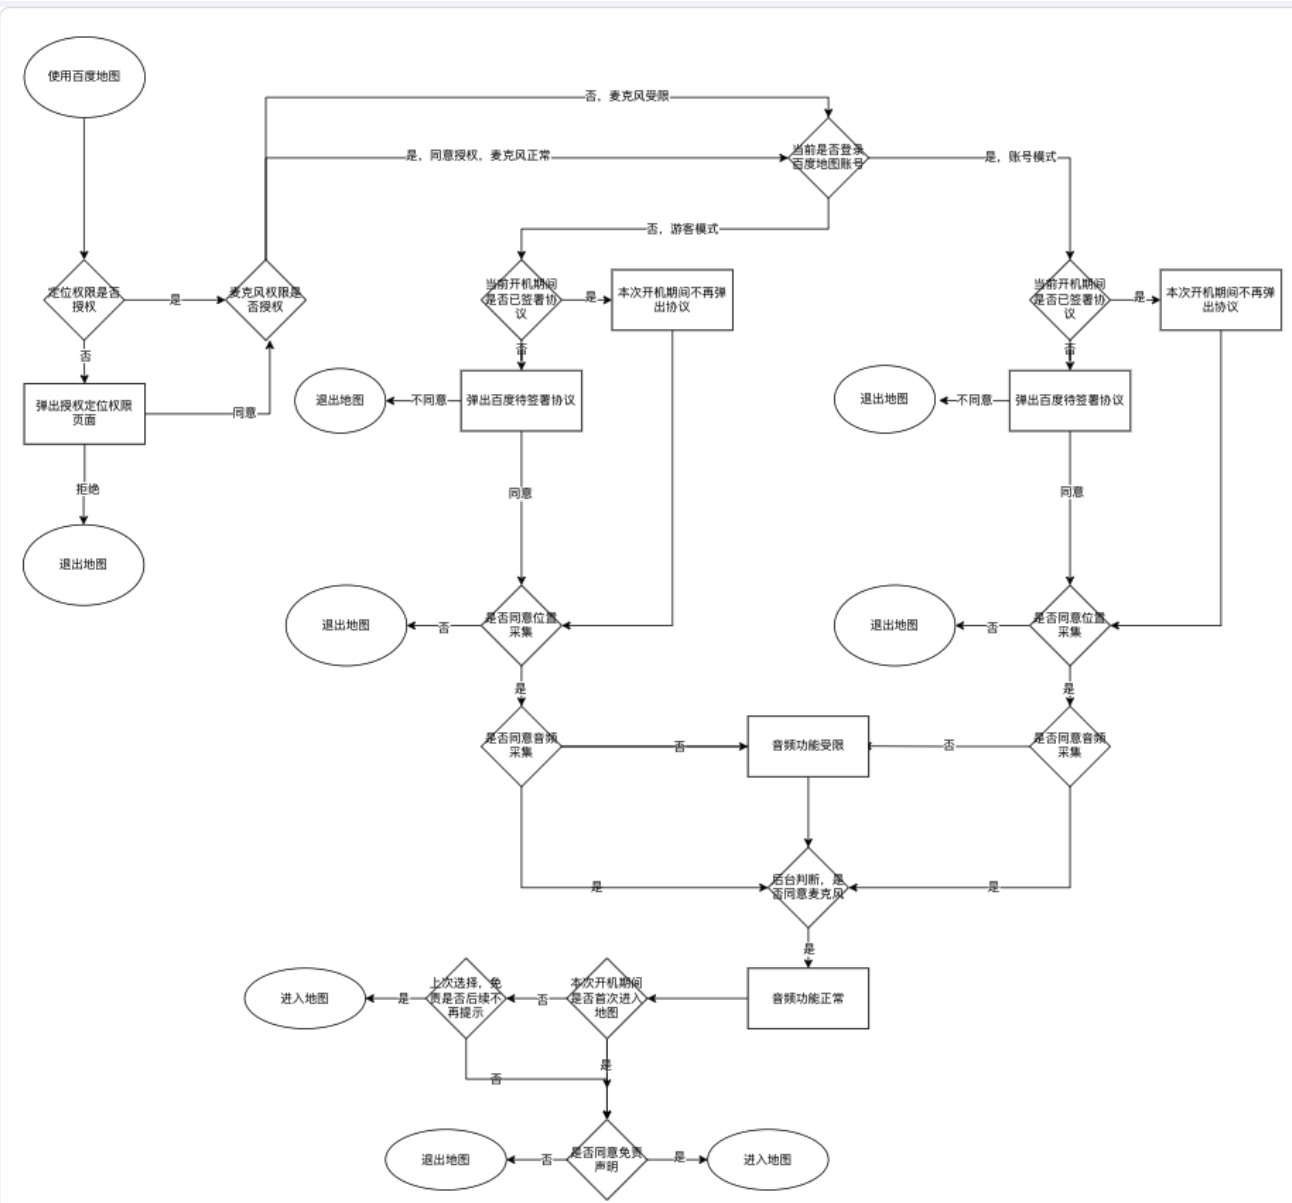 使用百度地图
否，麦克风受限
是，同意授权，麦克风正常
当前是否登录
百度地图账号
是，账号模式
否，游客模式
定位权限是否
授权
是
麦克风权限是
否授权
当前开机期间
是否已签署协
议
是
本次开机期间不再弹
出协议
当前开机期间
是否已签署协
议
是
本次开机期间不再弹
出协议
否
否
否
弹出授权定位权限
页面
同意
退出地图
不同意
弹出百度待签署协议
退出地图
不同意
弹出百度待签署协议
拒绝
同意
同意
退出地图
退出地图
否
是否同意位置
采集
退出地图
否
是否同意位置
采集
是
是
是否同意音频
采集
否
音频功能受限
否
是否同意音频
采集
是
后台判断，是
否同意麦克风
是
是
进入地图
是
上次选择，免
责是否后续不
再提示
否
本次开机期间
是否首次进入
地图
音频功能正常
否
是
退出地图
否
是否同意免责
声明
是
进入地图